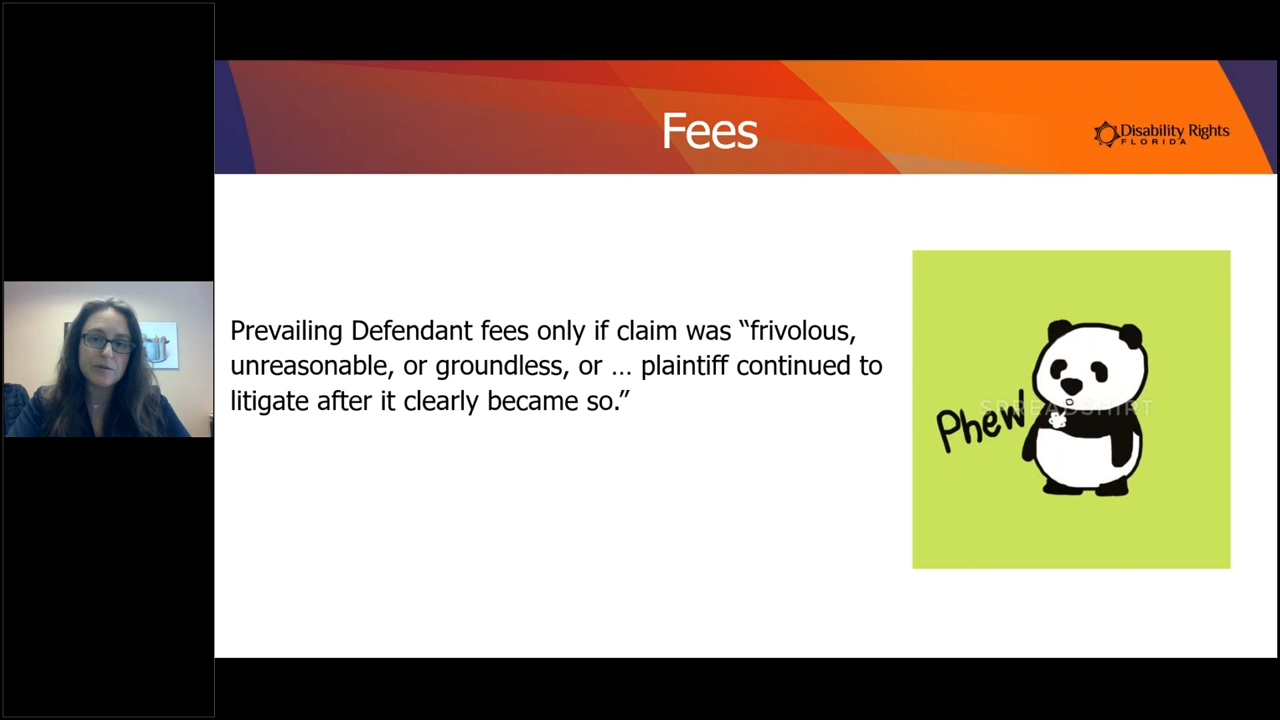 Fees
Disability Rights
FLORIDA
Prevailing Defendant fees only if claim was “frivolous,
unreasonable, or groundless, or … plaintiff continued to
litigate after it clearly became so.”
Phew
SPREADSHIRT